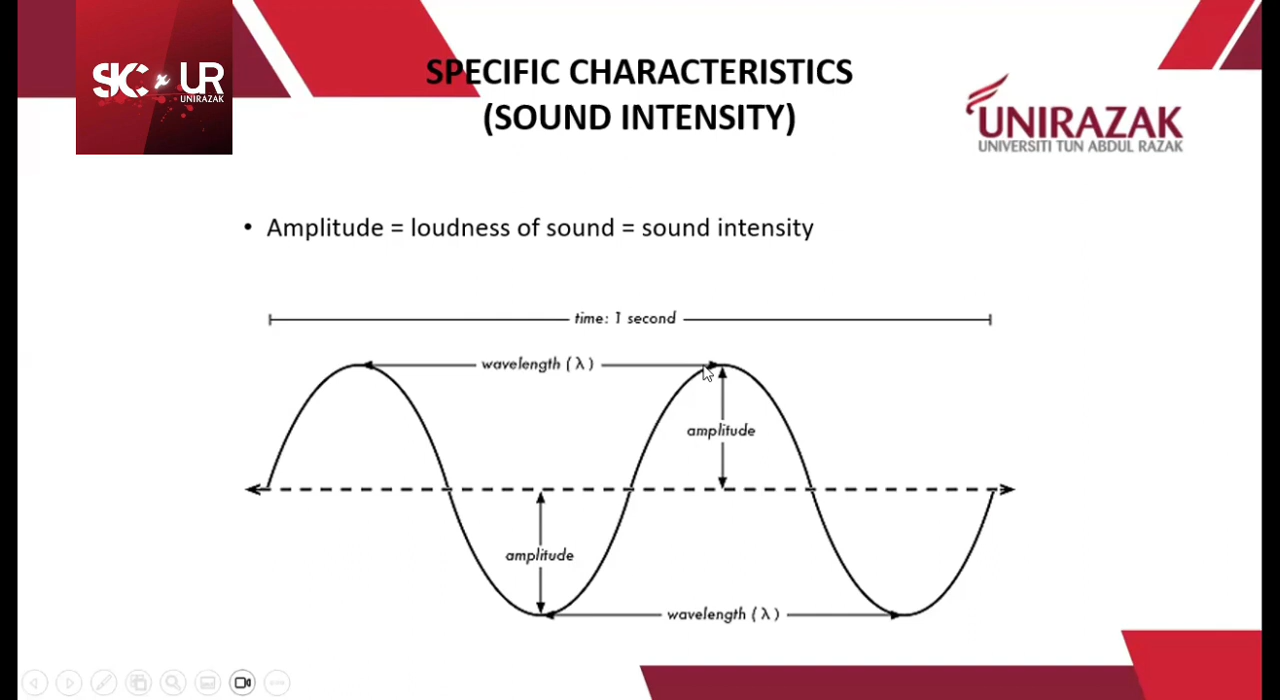 SIC x UR
UNIRAZAK
SPECIFIC CHARACTERISTICS
(SOUND INTENSITY)
UNIRAZAK
UNIVERSITI TUN ABDUL RAZAK
• Amplitude = loudness of sound = sound intensity
time: 1 second
wavelength (λ)
amplitude
amplitude
wavelength (λ)